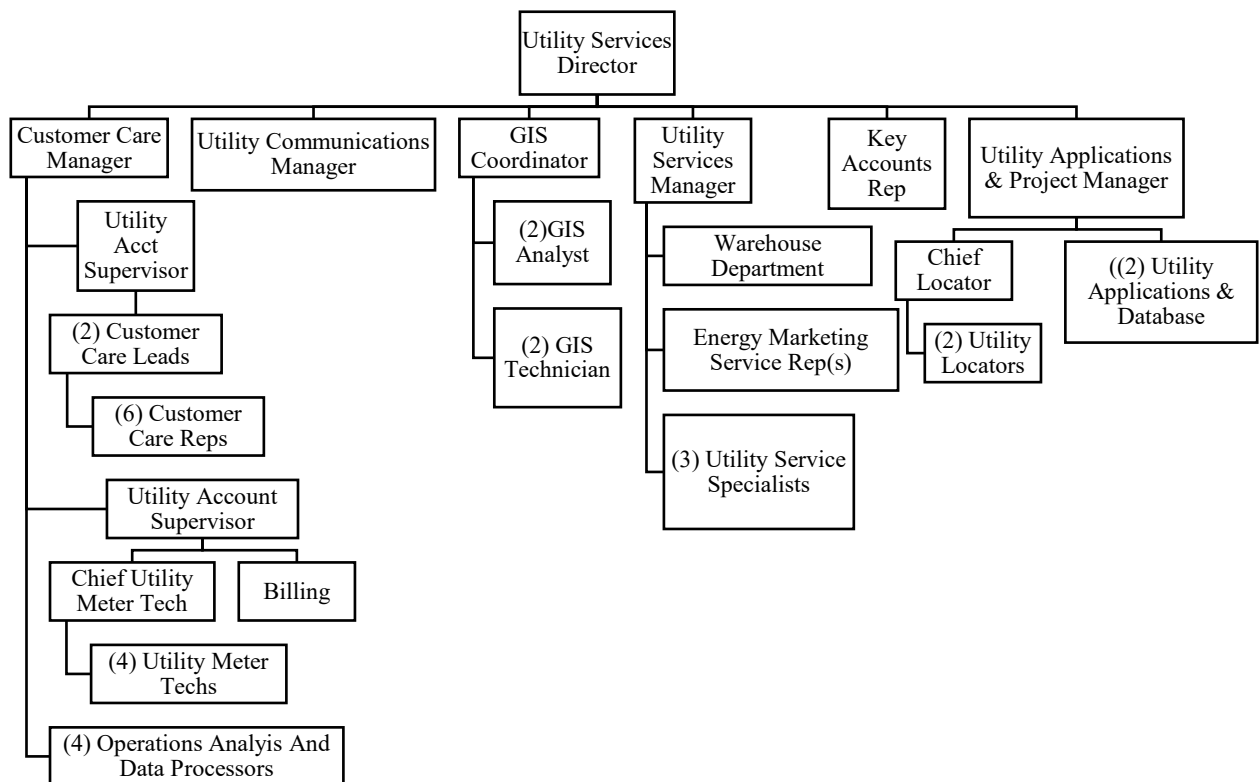 Utility Services
Director
Customer Care
Manager
Utility Communications
Manager
GIS
Coordinator
Utility
Services
Manager
Key
Accounts
Rep
Utility Applications
& Project Manager
Utility
Acct
Supervisor
(2) Customer
Care Leads
(6) Customer
Care Reps
Utility Account
Supervisor
Chief Utility
Meter Tech
Billing
(4) Utility Meter
Techs
(4) Operations Analyis And
Data Processors
(2)GIS
Analyst
(2) GIS
Technician
Warehouse
Department
Energy Marketing
Service Rep(s)
(3) Utility Service
Specialists
Chief
Locator
(2) Utility
Locators
((2) Utility
Applications &
Database